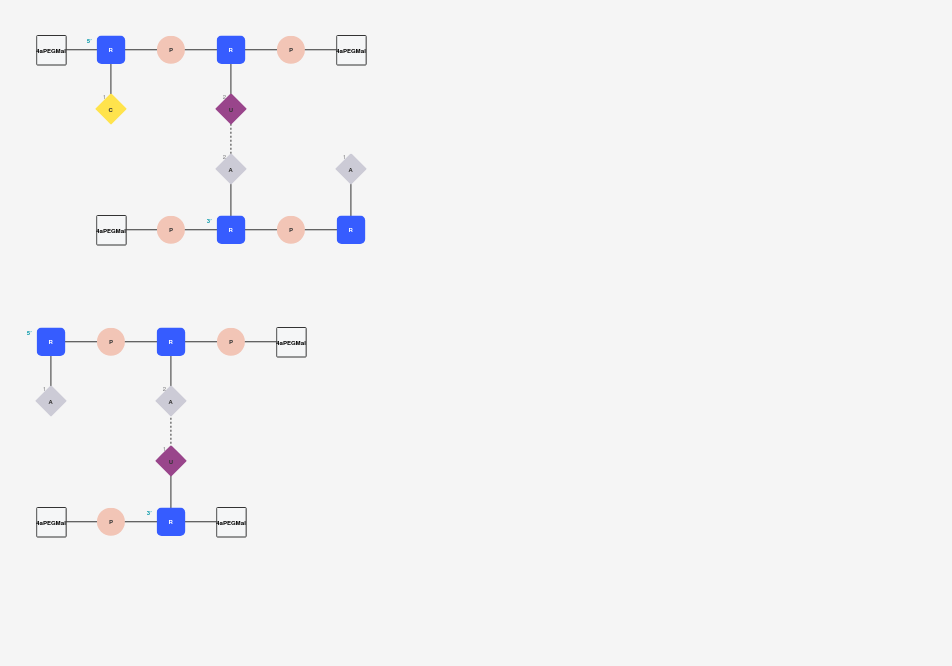 5'
4aPEGMal R P R P 4aPEGMal
1 2
C U
2 1
A A
3'
4aPEGMal P R P R
5'
R P R P 4aPEGMal
1 2
A A
1
U
3'
4aPEGMal P R 4aPEGMal